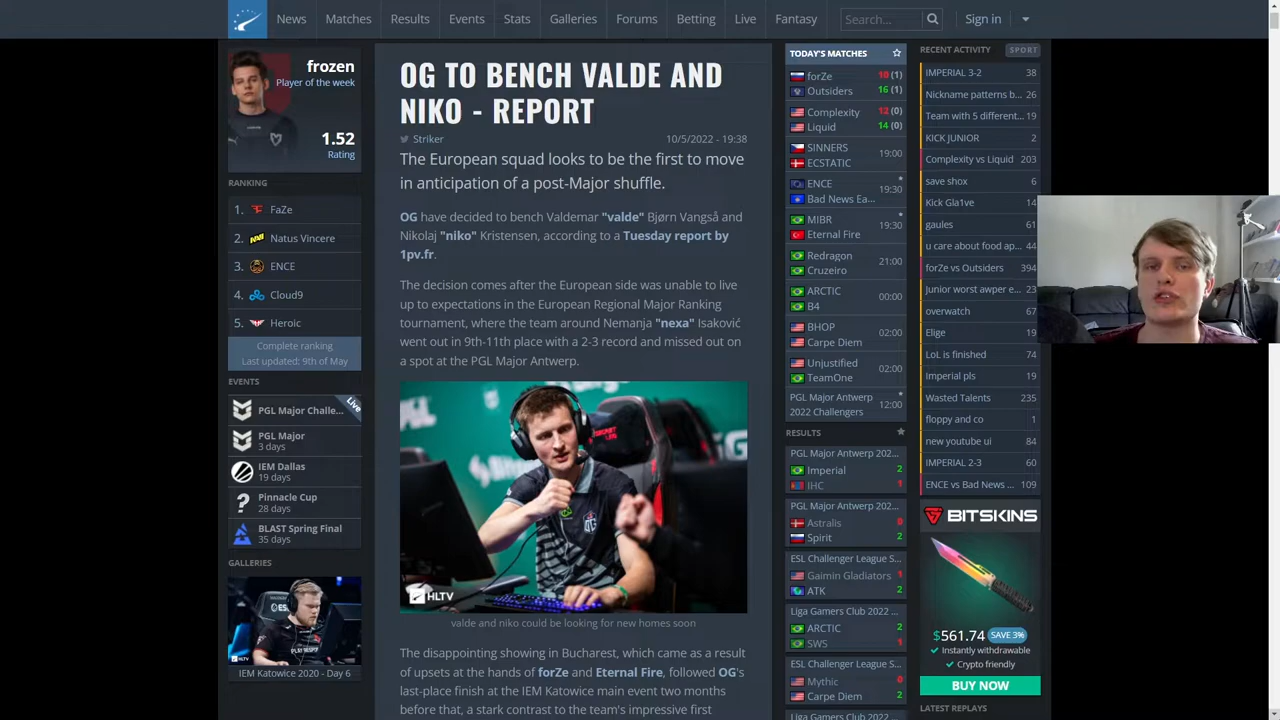 News Matches Results Events Stats Galleries Forums Betting Live Fantasy Search... Sign in
frozen
Player of the week
1.52
Rating
RANKING
1. FaZe
2. Natus Vincere
3. ENCE
4. Cloud9
5. Heroic
Complete ranking
Last updated: 9th of May
EVENTS
PGL Major Challe...
Live
PGL Major
3 days
IEM Dallas
19 days
Pinnacle Cup
28 days
BLAST Spring Final
35 days
GALLERIES
HLTV
IEM Katowice 2020 - Day 6
OG TO BENCH VALDE AND
NIKO - REPORT
Striker 10/5/2022 - 19:38
The European squad looks to be the first to move
in anticipation of a post-Major shuffle.
OG have decided to bench Valdemar "valde" Bjørn Vangså and
Nikolaj "niko" Kristensen, according to a Tuesday report by
1pv.fr.
The decision comes after the European side was unable to live
up to expectations in the European Regional Major Ranking
tournament, where the team around Nemanja "nexa" Isaković
went out in 9th-11th place with a 2-3 record and missed out on
a spot at the PGL Major Antwerp.
HLTV
valde and niko could be looking for new homes soon
The disappointing showing in Bucharest, which came as a result
of upsets at the hands of forZe and Eternal Fire, followed OG's
last-place finish at the IEM Katowice main event two months
before that, a stark contrast to the team's impressive first
TODAY'S MATCHES
forZe 10 (1)
Outsiders 16 (1)
Complexity 12 (0)
Liquid 14 (0)
SINNERS 19:00
ECSTATIC
ENCE 19:30
Bad News Ea...
MIBR 19:30
Eternal Fire
Redragon 21:00
Cruzeiro
ARCTIC 00:00
B4
BHOP 02:00
Carpe Diem
Unjustified 02:00
TeamOne
PGL Major Antwerp 12:00
2022 Challengers
RESULTS
PGL Major Antwerp 202...
Imperial 2
IHC 1
PGL Major Antwerp 202...
Astralis 0
Spirit 2
ESL Challenger League S...
Gaimin Gladiators 1
ATK 2
Liga Gamers Club 2022 ...
ARCTIC 2
SWS 1
ESL Challenger League S...
Mythic 0
Carpe Diem 2
Liga Gamers Club 2022 ...
RECENT ACTIVITY SPORT
IMPERIAL 3-2 38
Nickname patterns b... 26
Team with 5 different... 19
KICK JUNIOR 2
Complexity vs Liquid 203
save shox 6
Kick Gla1ve 14
gaules 61
u care about food ap... 44
forZe vs Outsiders 394
Junior worst awper e... 23
overwatch 67
Elige 19
LoL is finished 74
Imperial pls 19
Wasted Talents 235
floppy and co 1
new youtube ui 84
IMPERIAL 2-3 60
ENCE vs Bad News ... 109
BITSKINS
$561.74 SAVE 3%
Instantly withdrawable
Crypto friendly
BUY NOW
LATEST REPLAYS